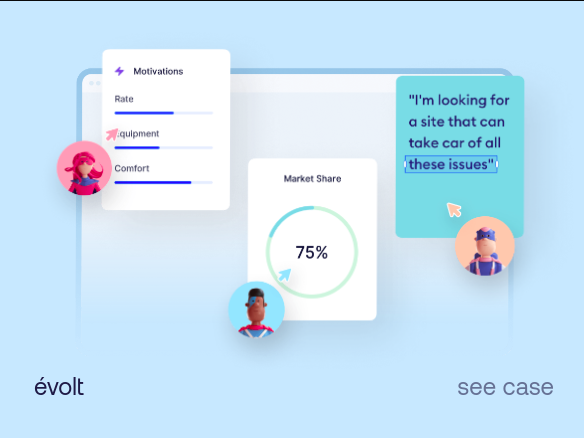 Motivations
Rate
Equipment
Comfort
Market Share
75%
"I'm looking for
a site that can
take car of all
these issues"
évolt
see case